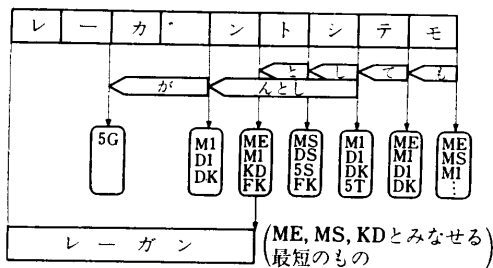 レーガントシテモ
としても
がんとし
5G
M1
D1
DK
ME
M1
KD
FK
MS
DS
5S
FK
M1
D1
DK
5T
ME
M1
D1
DK
ME
MS
M1
⋮
レーガン
(ME, MS, KDとみなせる
最短のもの)